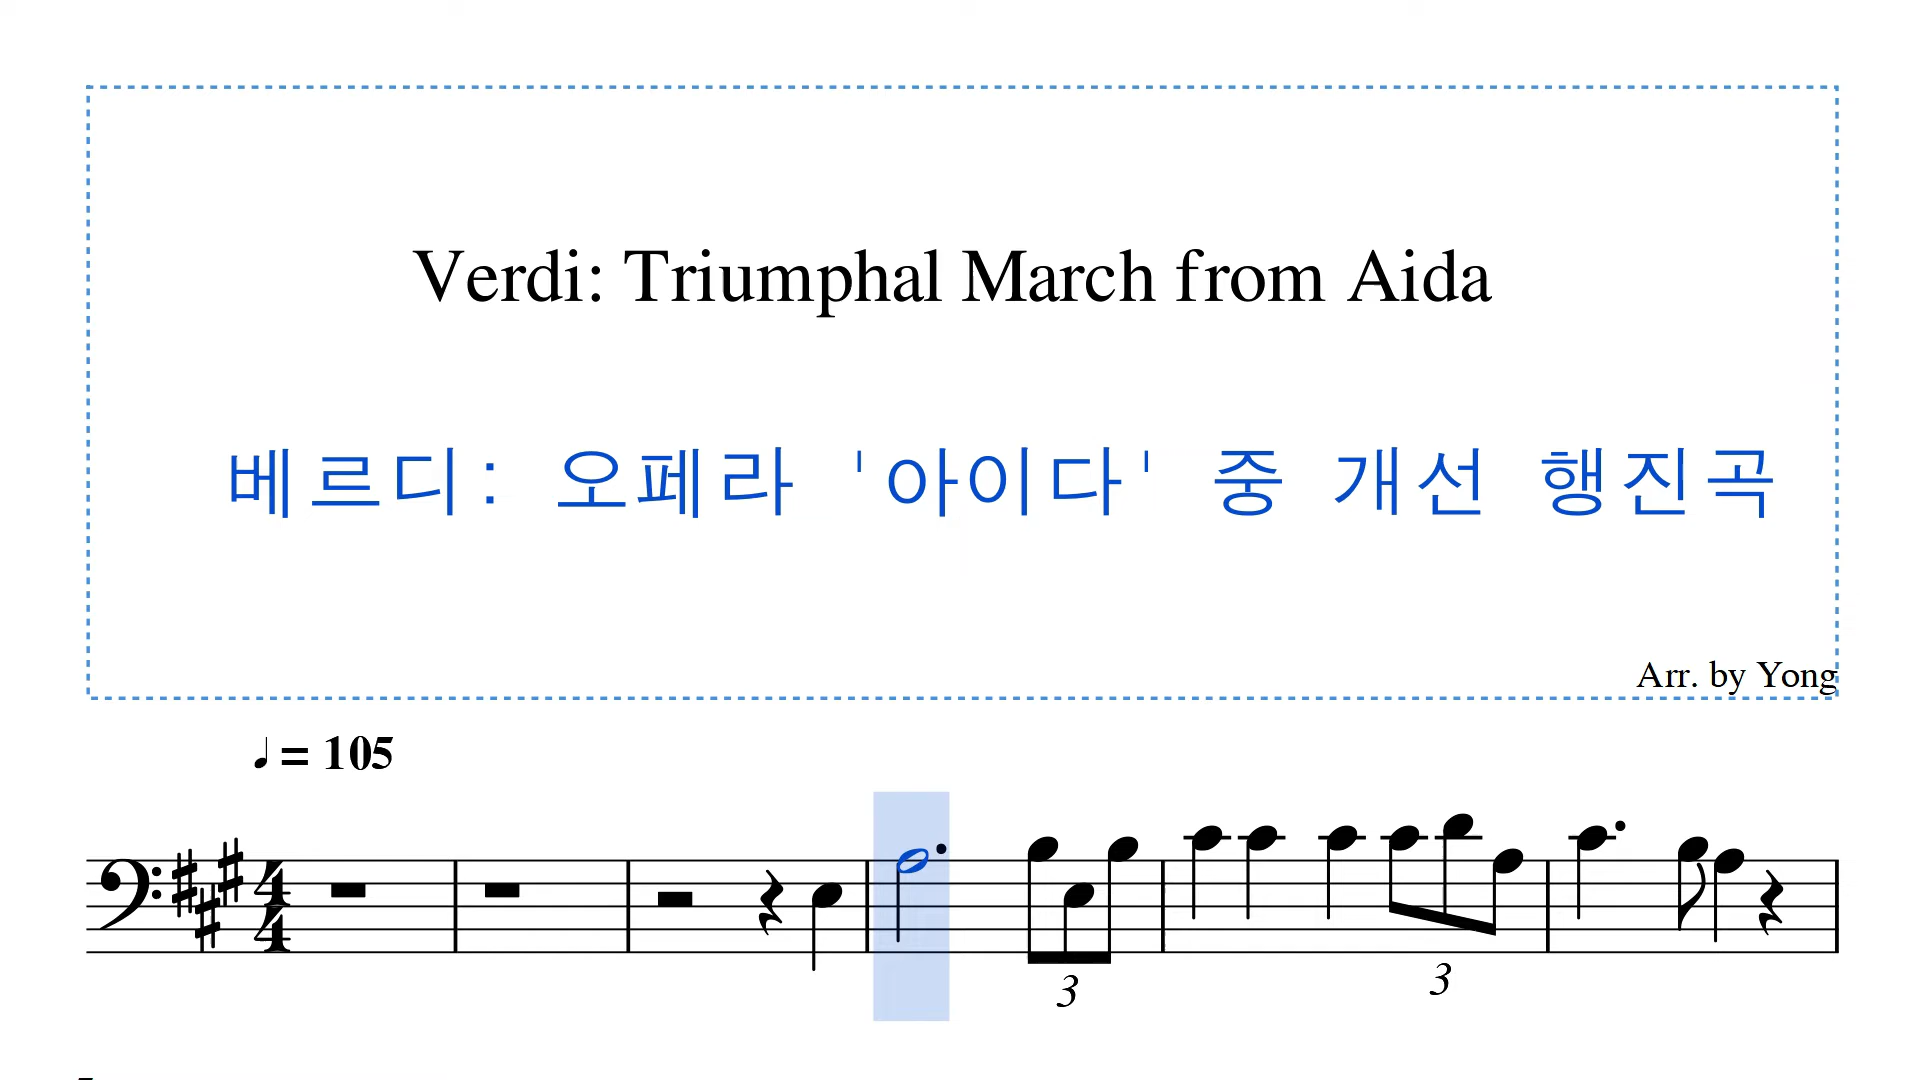 Verdi: Triumphal March from Aida
베르디: 오페라 '아이다' 중 개선 행진곡
Arr. by Yong
♩ = 105
3 3